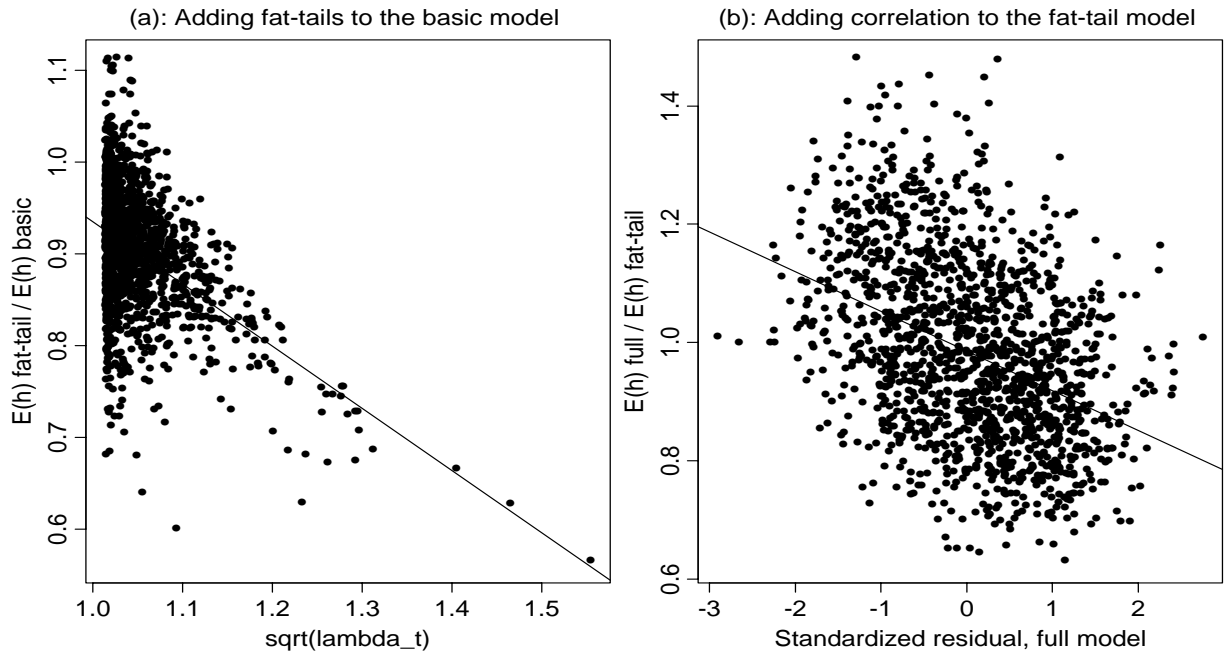 (a): Adding fat-tails to the basic model
E(h) fat-tail / E(h) basic
1.1
1.0
0.9
0.8
0.7
0.6
1.0 1.1 1.2 1.3 1.4 1.5
sqrt(lambda_t)
(b): Adding correlation to the fat-tail model
E(h) full / E(h) fat-tail
1.4
1.2
1.0
0.8
0.6
-3 -2 -1 0 1 2
Standardized residual, full model